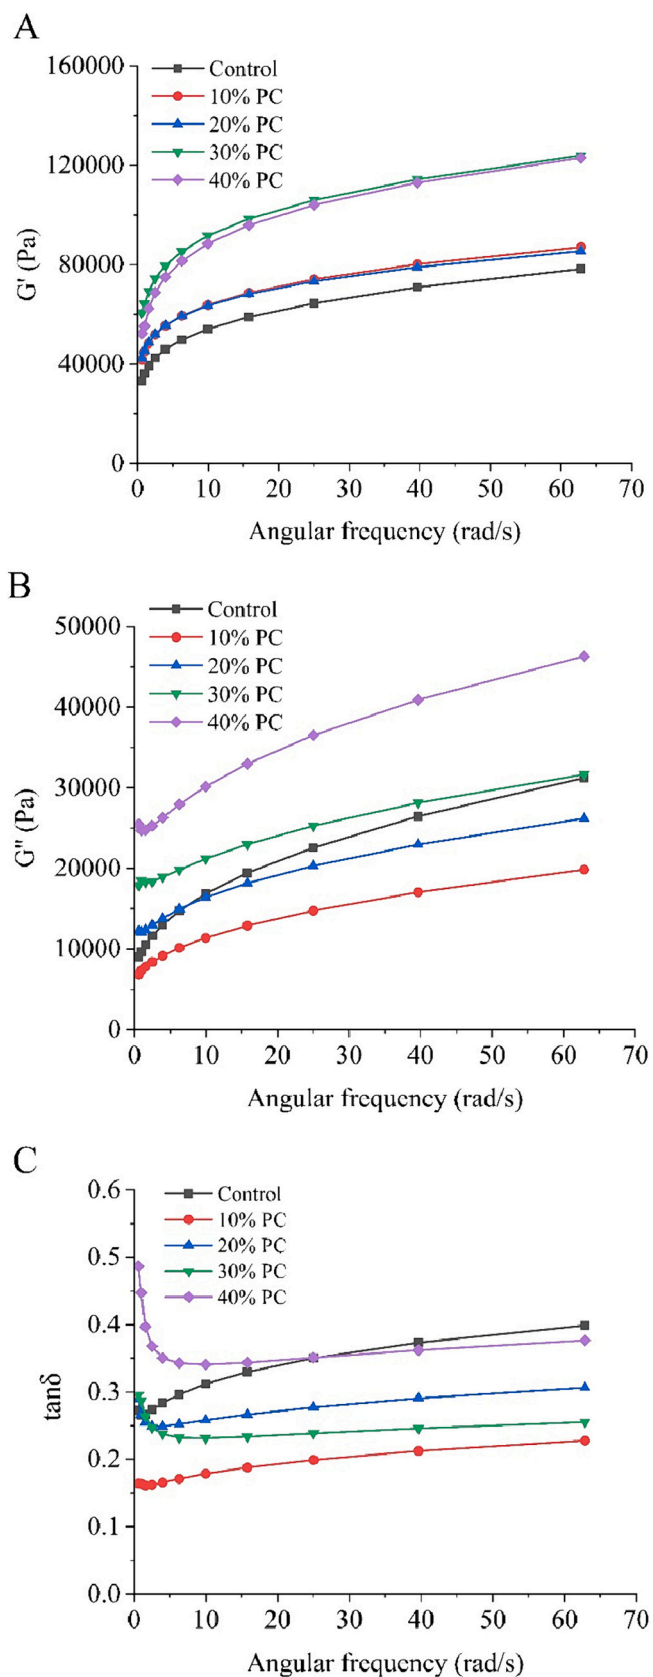 A
160000
120000
80000
40000
0
G' (Pa)
Control
10% PC
20% PC
30% PC
40% PC
0 10 20 30 40 50 60 70
Angular frequency (rad/s)
B
50000
40000
30000
20000
10000
0
G" (Pa)
Control
10% PC
20% PC
30% PC
40% PC
0 10 20 30 40 50 60 70
Angular frequency (rad/s)
C
0.6
0.5
0.4
0.3
0.2
0.1
0.0
tanδ
Control
10% PC
20% PC
30% PC
40% PC
0 10 20 30 40 50 60 70
Angular frequency (rad/s)